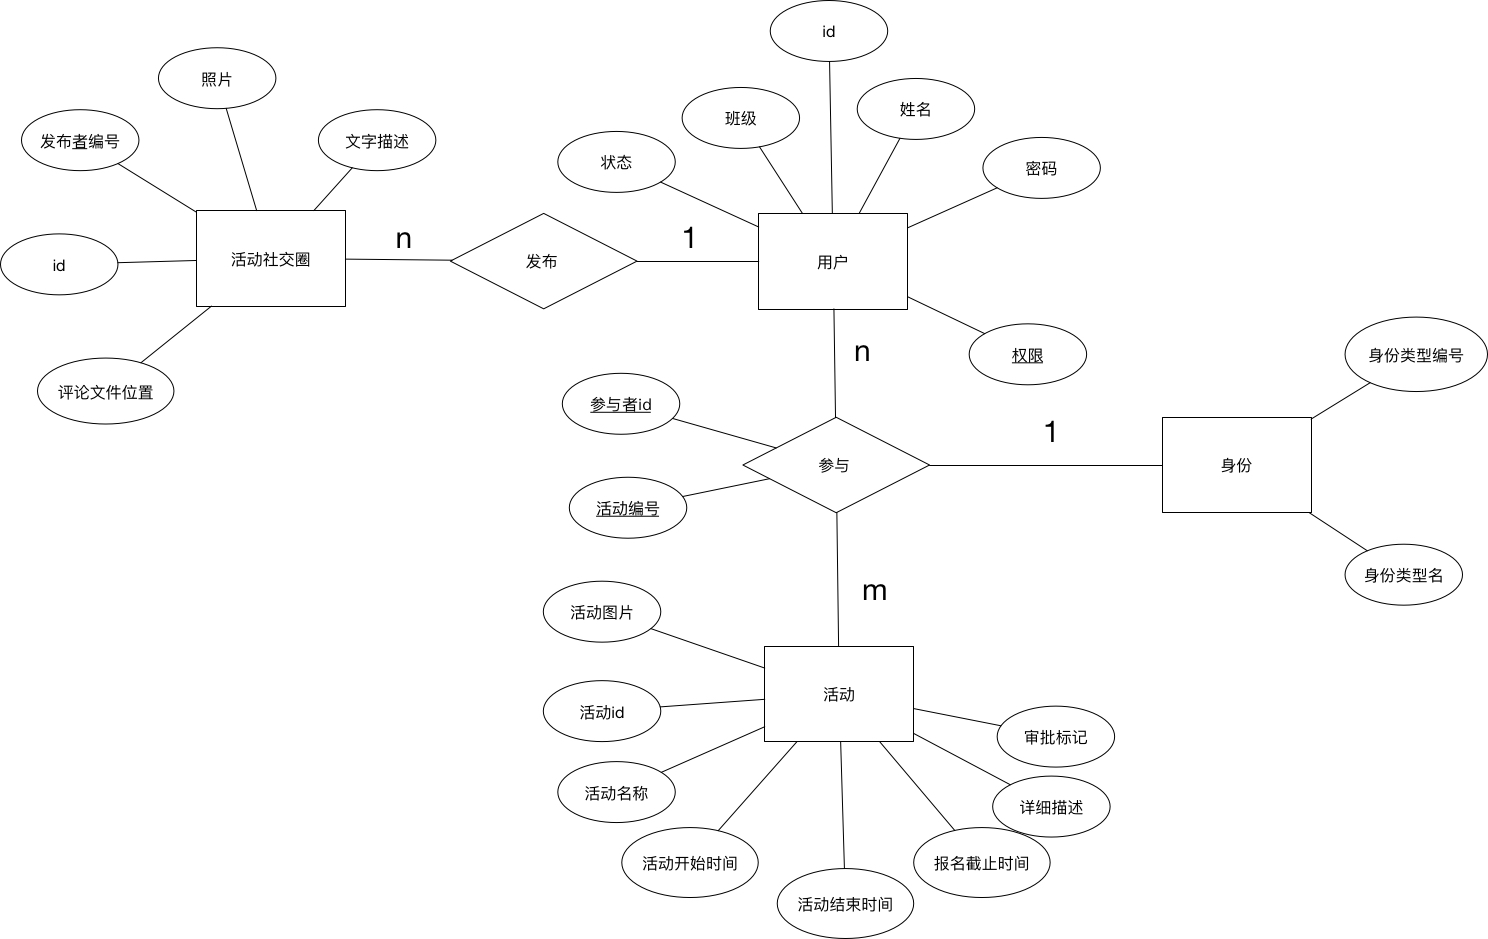 id
照片
班级
姓名
发布者编号
文字描述
状态
密码
n
1
id
活动社交圈
发布
用户
n
权限
身份类型编号
评论文件位置
参与者id
1
参与
身份
活动编号
身份类型名
m
活动图片
活动
活动id
审批标记
活动名称
详细描述
活动开始时间
报名截止时间
活动结束时间